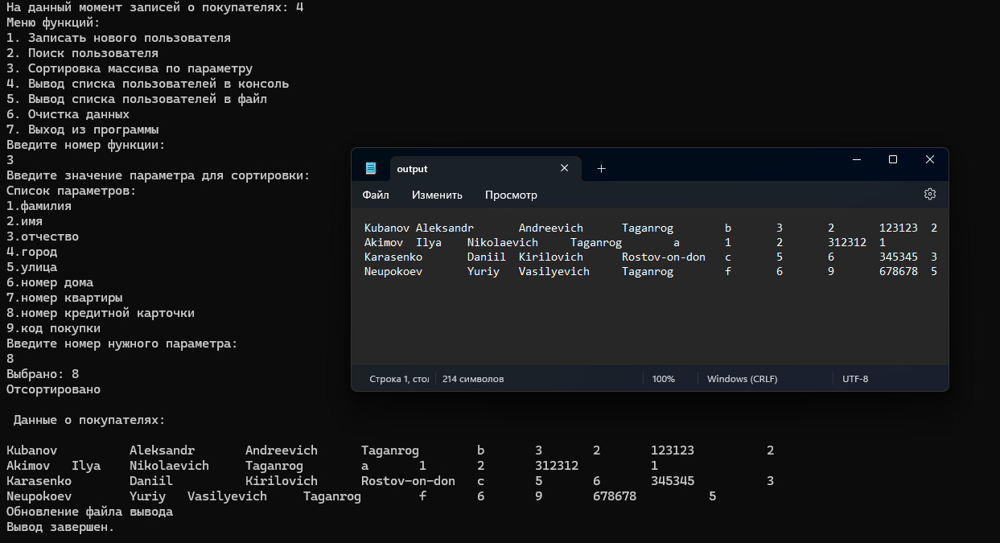 На данный момент записей о покупателях: 4
Меню функций:
1. Записать нового пользователя
2. Поиск пользователя
3. Сортировка массива по параметру
4. Вывод списка пользователей в консоль
5. Вывод списка пользователей в файл
6. Очистка данных
7. Выход из программы
Введите номер функции:
3
Введите значение параметра для сортировки:
Список параметров:
1.фамилия
2.имя
3.отчество
4.город
5.улица
6.номер дома
7.номер квартиры
8.номер кредитной карточки
9.код покупки
Введите номер нужного параметра:
8
Выбрано: 8
Отсортировано
Данные о покупателях:
Kubanov Aleksandr Andreevich Taganrog b 3 2 123123 2
Akimov Ilya Nikolaevich Taganrog a 1 2 312312 1
Karasenko Daniil Kirilovich Rostov-on-don c 5 6 345345 3
Neupokoev Yuriy Vasilyevich Taganrog f 6 9 678678 5
Обновление файла вывода
Вывод завершен.
output
Файл Изменить Просмотр
Kubanov Aleksandr Andreevich Taganrog b 3 2 123123 2
Akimov Ilya Nikolaevich Taganrog a 1 2 312312 1
Karasenko Daniil Kirilovich Rostov-on-don c 5 6 345345 3
Neupokoev Yuriy Vasilyevich Taganrog f 6 9 678678 5
Строка 1, стол 214 символов 100% Windows (CRLF) UTF-8